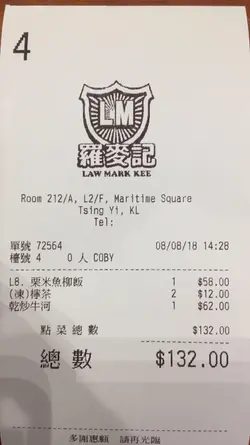 4
LM
羅麥記
LAW MARK KEE
Room 212/A, L2/F, Maritime Square
Tsing Yi, KL
Tel:
單號 72564 08/08/18 14:28
檯號 4 0 人 COBY
L8. 栗米魚柳飯 1 $58.00
(凍)檸茶 2 $12.00
乾炒牛河 1 $62.00
點菜總數 $132.00
總數 $132.00
多謝惠顧 請再光臨